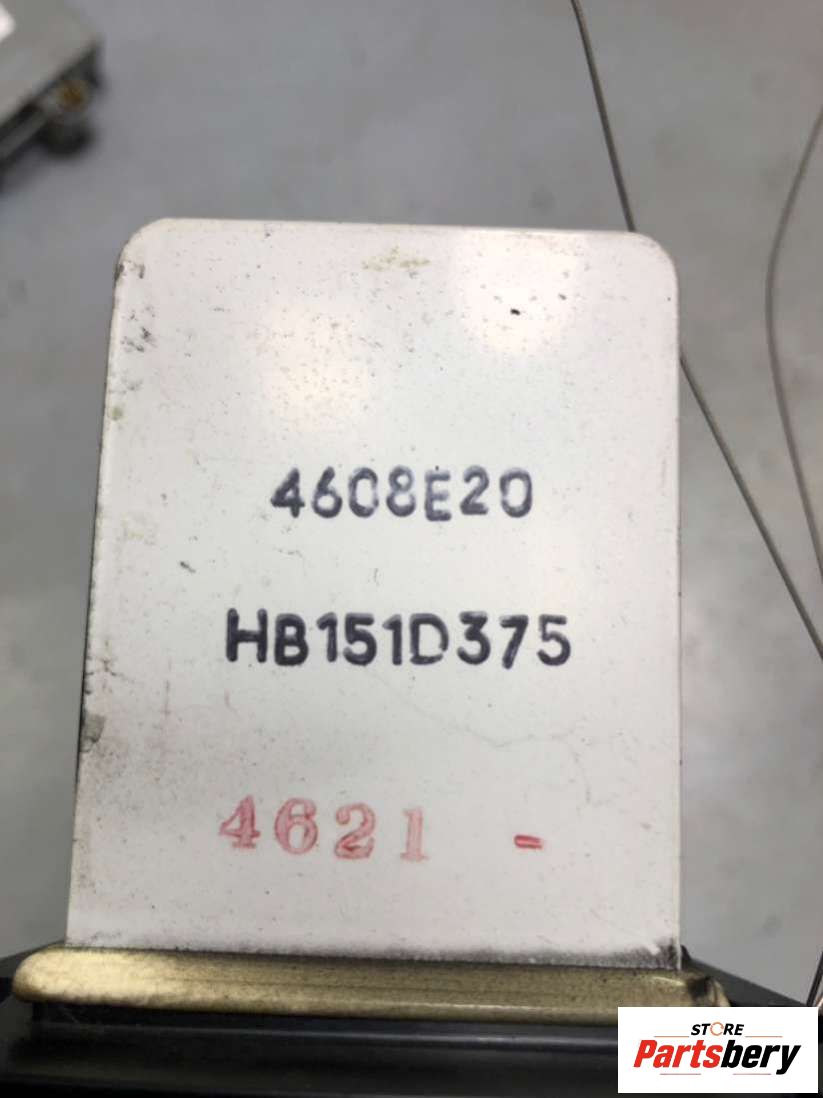 4608E20
HB151D375
4621 -
STORE
Partsbery